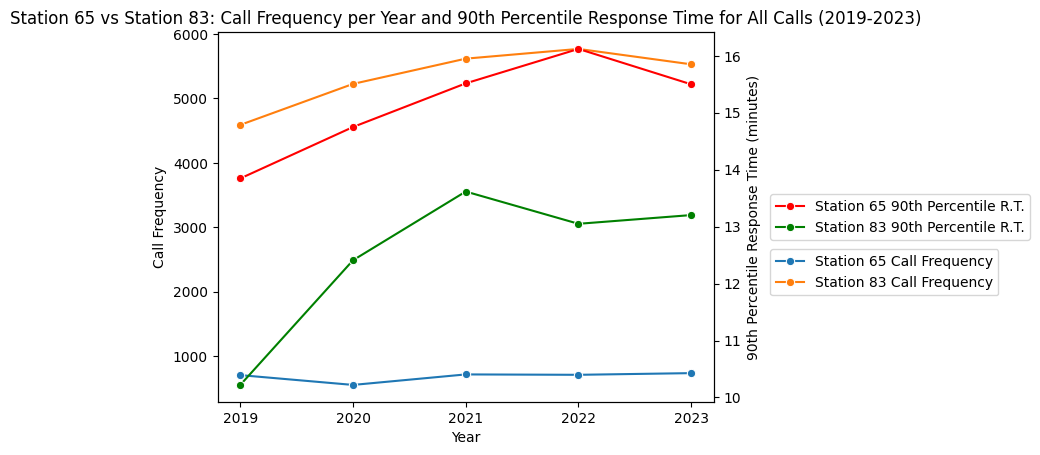 Station 65 vs Station 83: Call Frequency per Year and 90th Percentile Response Time for All Calls (2019-2023)
6000
5000
4000
3000
2000
1000
Call Frequency
16
15
14
13
12
11
10
90th Percentile Response Time (minutes)
2019 2020 2021 2022 2023
Year
Station 65 90th Percentile R.T.
Station 83 90th Percentile R.T.
Station 65 Call Frequency
Station 83 Call Frequency